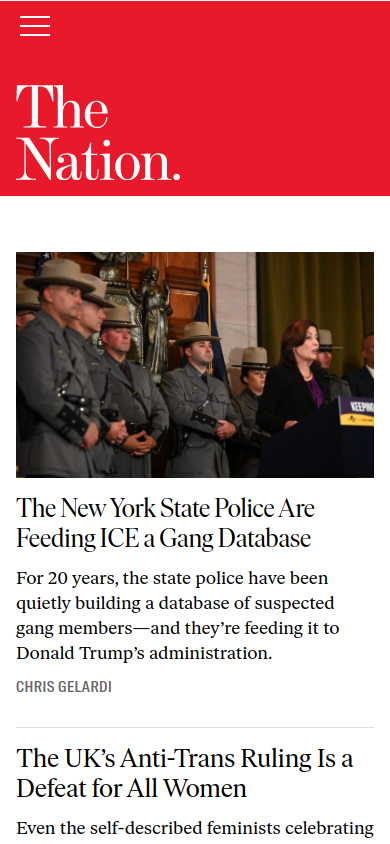 The
Nation.
KEEPING
The New York State Police Are
Feeding ICE a Gang Database
For 20 years, the state police have been
quietly building a database of suspected
gang members—and they’re feeding it to
Donald Trump’s administration.
CHRIS GELARDI
The UK’s Anti-Trans Ruling Is a
Defeat for All Women
Even the self-described feminists celebrating